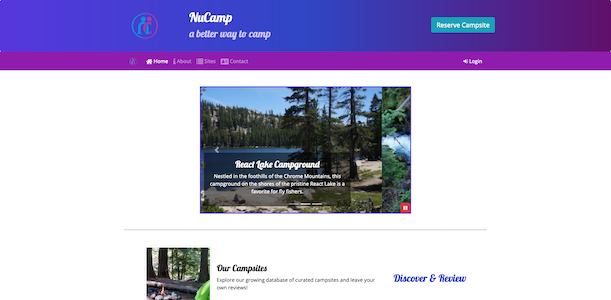 NuCamp
a better way to camp
Reserve Campsite
Home About Sites Contact Login
React Lake Campground
Nestled in the foothills of the Chrome Mountains, this
campground on the shores of the pristine React Lake is a
favorite for fly fishers.
Our Campsites
Explore our growing database of curated campsites and leave your
own reviews!
Discover & Review